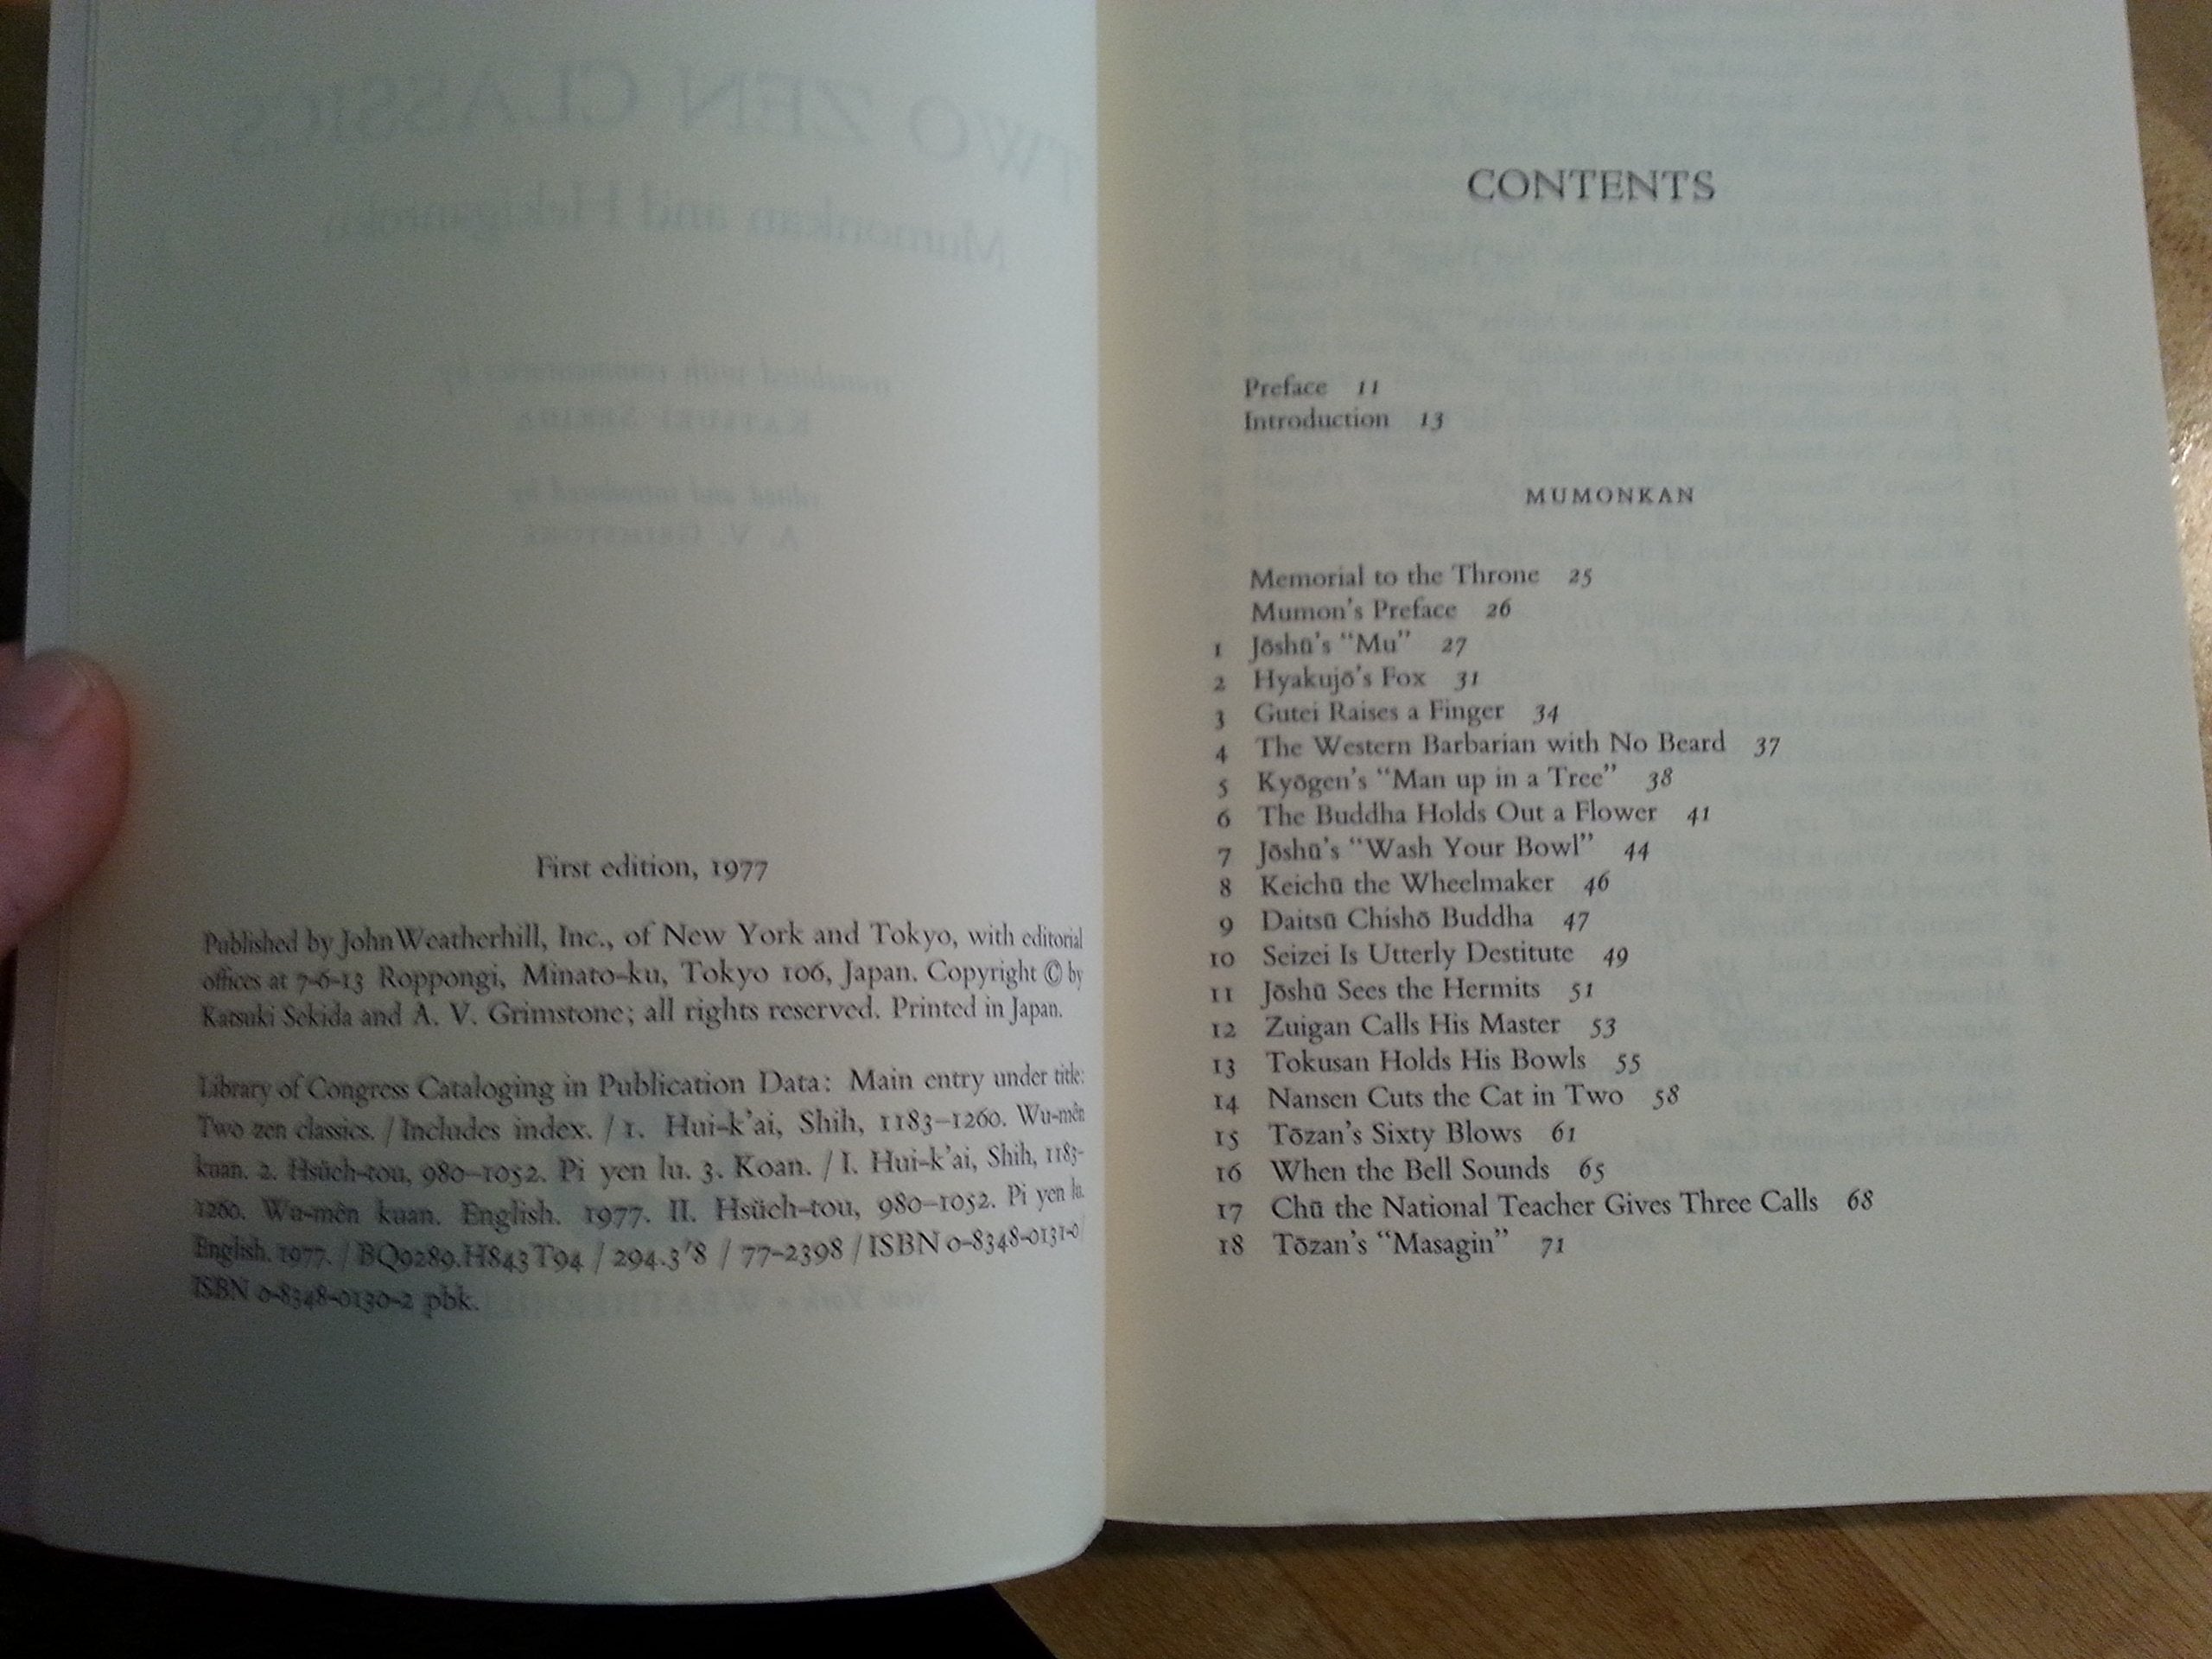 First edition, 1977
Published by John Weatherhill, Inc., of New York and Tokyo, with editorial
offices at 7-6-13 Roppongi, Minato-ku, Tokyo 106, Japan. Copyright © by
Katsuki Sekida and A. V. Grimstone; all rights reserved. Printed in Japan.
Library of Congress Cataloging in Publication Data: Main entry under title:
Two zen classics. / Includes index. / 1. Hui-k'ai, Shih, 1183–1260. Wu-mên
kuan. 2. Hsüeh-tou, 980–1052. Pi yen lu. 3. Koan. / I. Hui-k'ai, Shih, 1183-
1260. Wu-mên kuan. English. 1977. II. Hsüeh-tou, 980–1052. Pi yen lu.
English. 1977. / BQ9289.H843T94 / 294.3'8 / 77-2398 / ISBN 0-8348-0131-0/
ISBN 0-8348-0130-2 pbk.
CONTENTS
Preface 11
Introduction 13
MUMONKAN
Memorial to the Throne 25
Mumon's Preface 26
1 Jōshū's "Mu" 27
2 Hyakujō's Fox 31
3 Gutei Raises a Finger 34
4 The Western Barbarian with No Beard 37
5 Kyōgen's "Man up in a Tree" 38
6 The Buddha Holds Out a Flower 41
7 Jōshū's "Wash Your Bowl" 44
8 Keichū the Wheelmaker 46
9 Daitsū Chishō Buddha 47
10 Seizei Is Utterly Destitute 49
11 Jōshū Sees the Hermits 51
12 Zuigan Calls His Master 53
13 Tokusan Holds His Bowls 55
14 Nansen Cuts the Cat in Two 58
15 Tōzan's Sixty Blows 61
16 When the Bell Sounds 65
17 Chū the National Teacher Gives Three Calls 68
18 Tōzan's "Masagin" 71